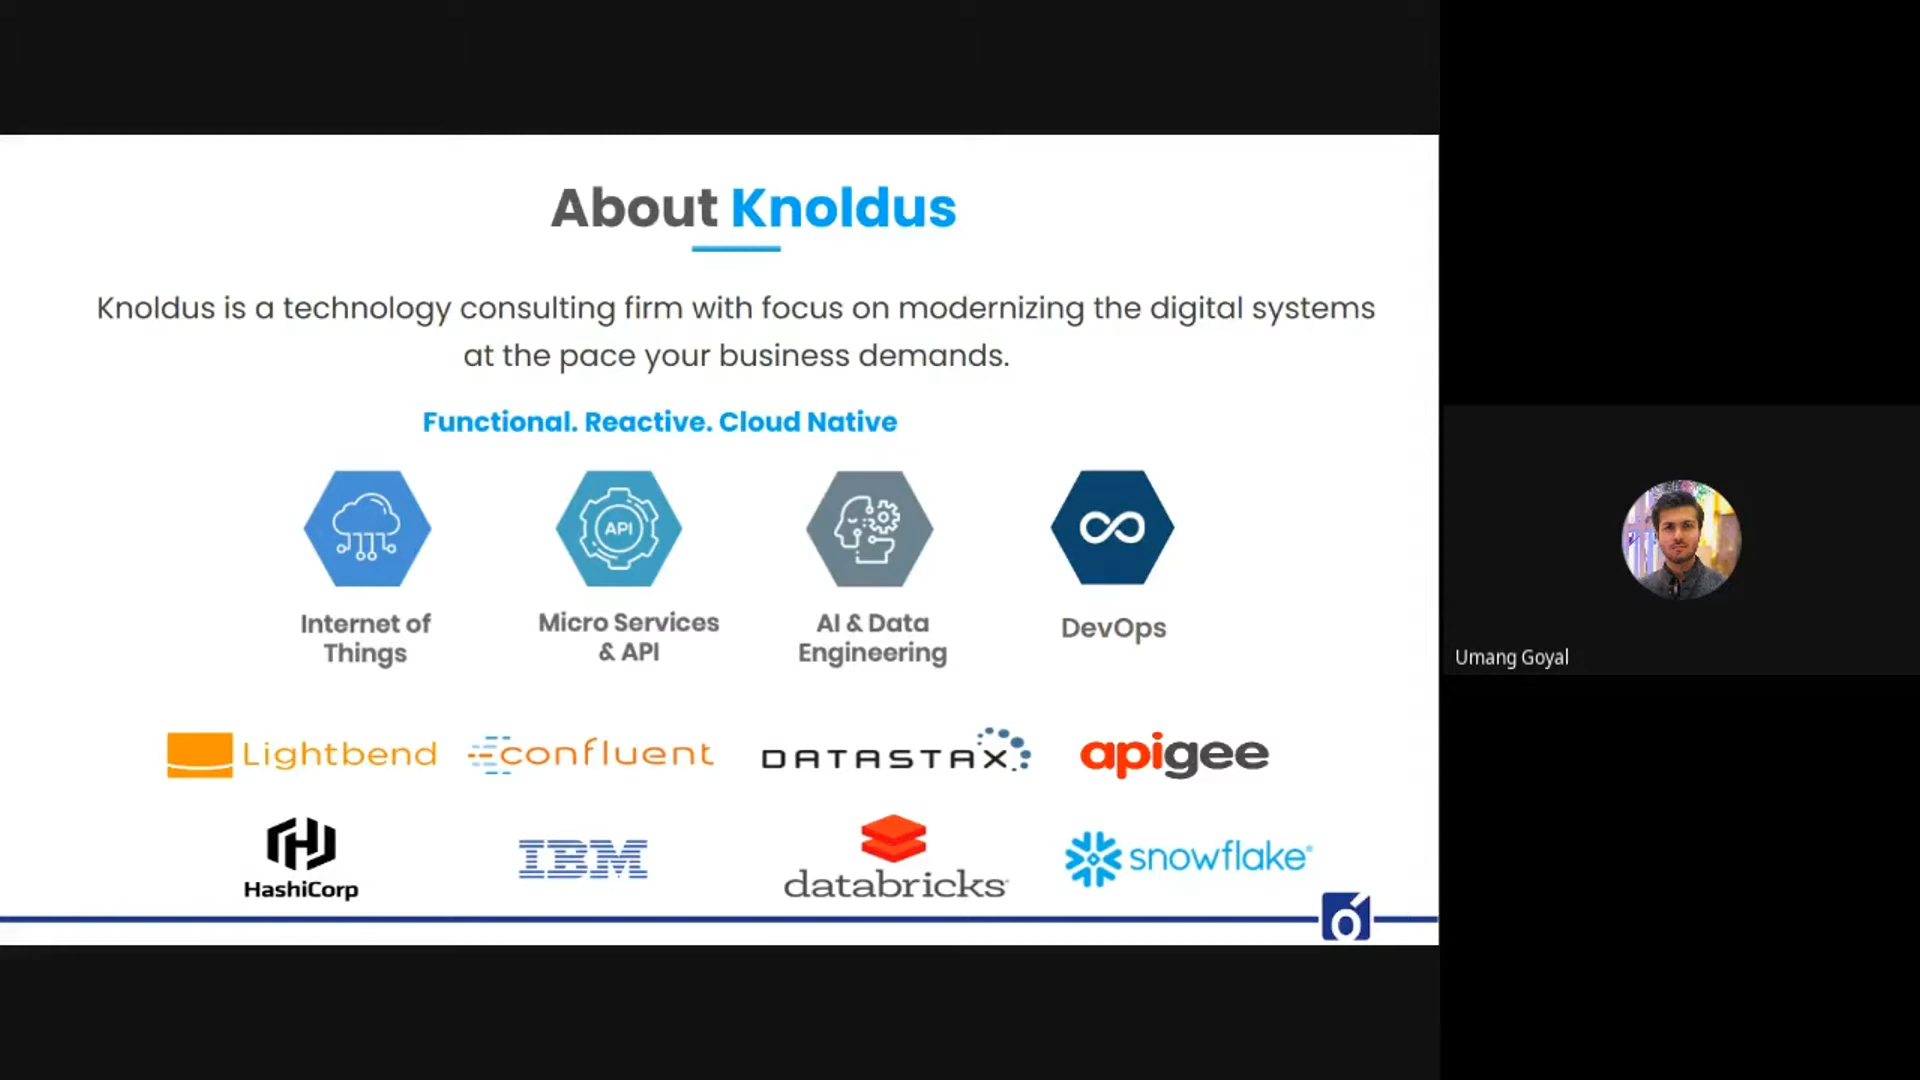 About Knoldus
Knoldus is a technology consulting firm with focus on modernizing the digital systems
at the pace your business demands.
Functional. Reactive. Cloud Native
API
Internet of
Things
Micro Services
& API
AI & Data
Engineering
DevOps
Lightbend
confluent
DATASTAX
apigee
HashiCorp
IBM
databricks
snowflake
Umang Goyal